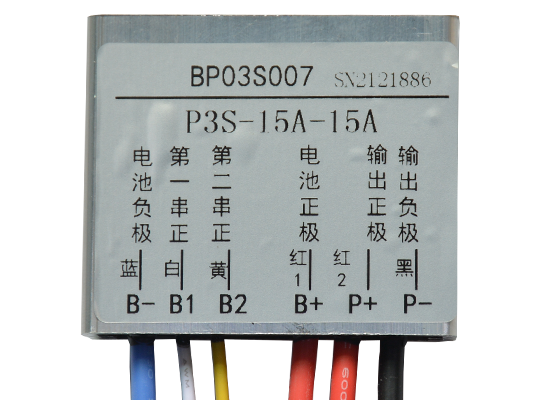 BP03S007 SN2121886
P3S-15A-15A
电池负极
第一串正
第二串正
电池正极
输出正极
输出负极
蓝 白 黄 红1 红2 黑
B- B1 B2 B+ P+ P-